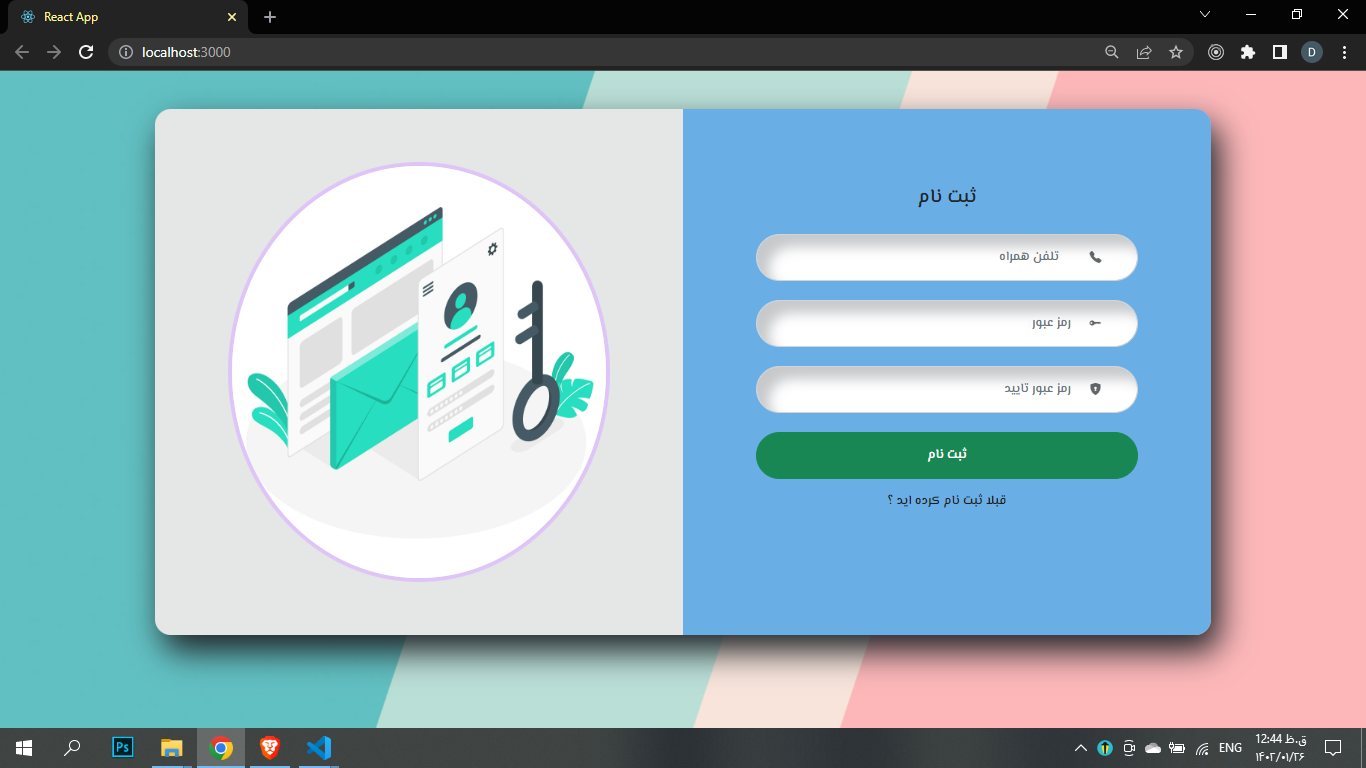 React App
localhost:3000
D
ثبت نام
تلفن همراه
رمز عبور
رمز عبور تایید
ثبت نام
قبلا ثبت نام کرده اید ؟
Ps
ENG
12:44 ق.ظ
۱۴۰۲/۰۱/۲۶